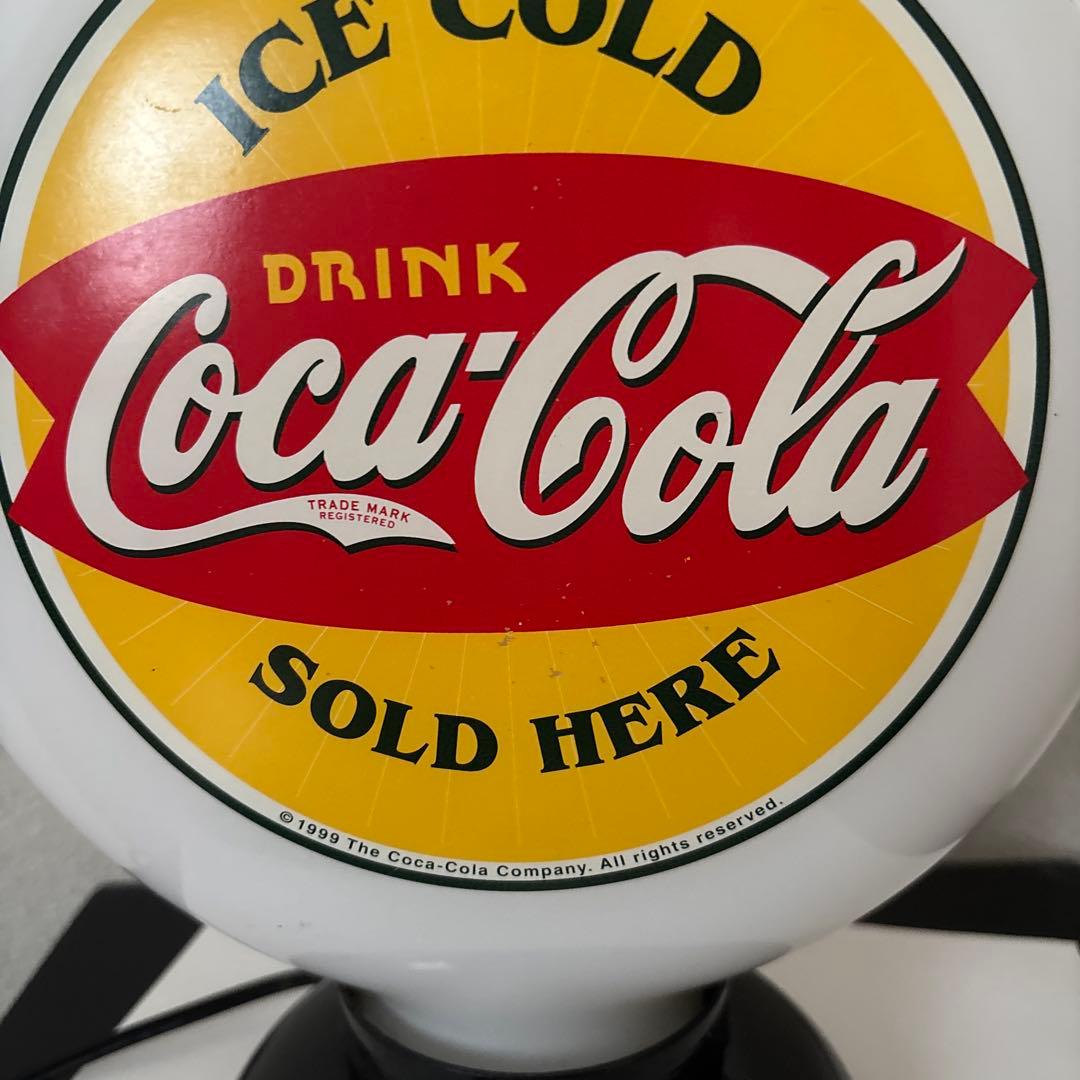 ICE COLD
DRINK
Coca-Cola
TRADE MARK
REGISTERED
SOLD HERE
© 1999 The Coca-Cola Company. All rights reserved.